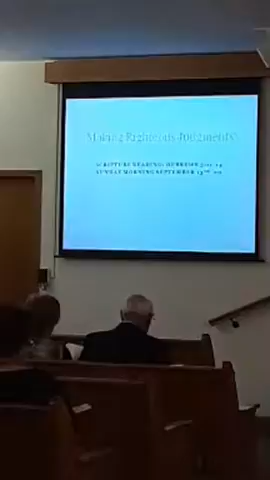 Making Righteous Judgments
SCRIPTURE READING: HEBREWS
SUNDAY MORNING SEPTEMBER